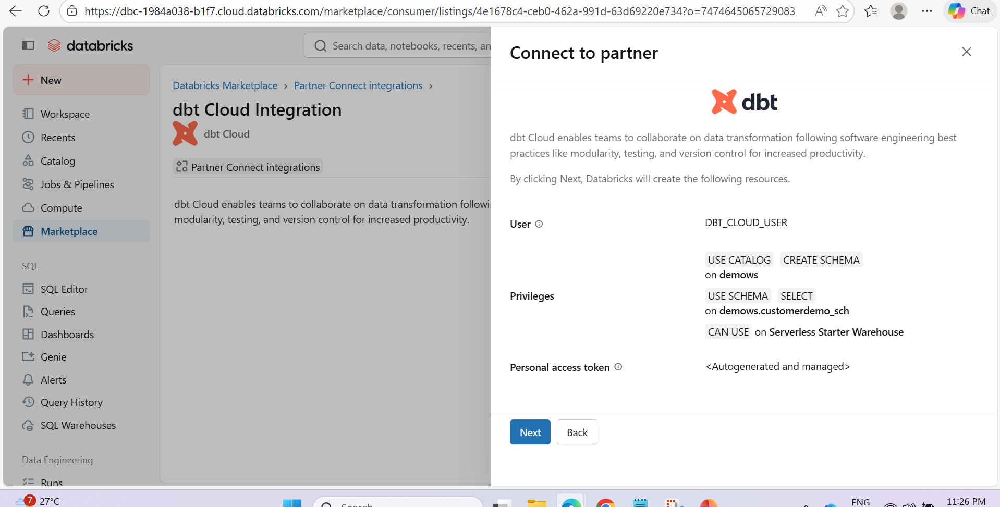 https://dbc-1984a038-b1f7.cloud.databricks.com/marketplace/consumer/listings/4e1678c4-ceb0-462a-991d-63d69220e734?o=7474645065729083
Chat
databricks
Search data, notebooks, recents, an
New
Workspace
Recents
Catalog
Jobs & Pipelines
Compute
Marketplace
SQL
SQL Editor
Queries
Dashboards
Genie
Alerts
Query History
SQL Warehouses
Data Engineering
Runs
Databricks Marketplace › Partner Connect integrations ›
dbt Cloud Integration
dbt Cloud
Partner Connect integrations
dbt Cloud enables teams to collaborate on data transformation followi
modularity, testing, and version control for increased productivity.
Connect to partner
dbt
dbt Cloud enables teams to collaborate on data transformation following software engineering best
practices like modularity, testing, and version control for increased productivity.
By clicking Next, Databricks will create the following resources.
User DBT_CLOUD_USER
USE CATALOG CREATE SCHEMA
on demows
Privileges USE SCHEMA SELECT
on demows.customerdemo_sch
CAN USE on Serverless Starter Warehouse
Personal access token <Autogenerated and managed>
Next Back
7 27°C
Search
ENG
11:26 PM